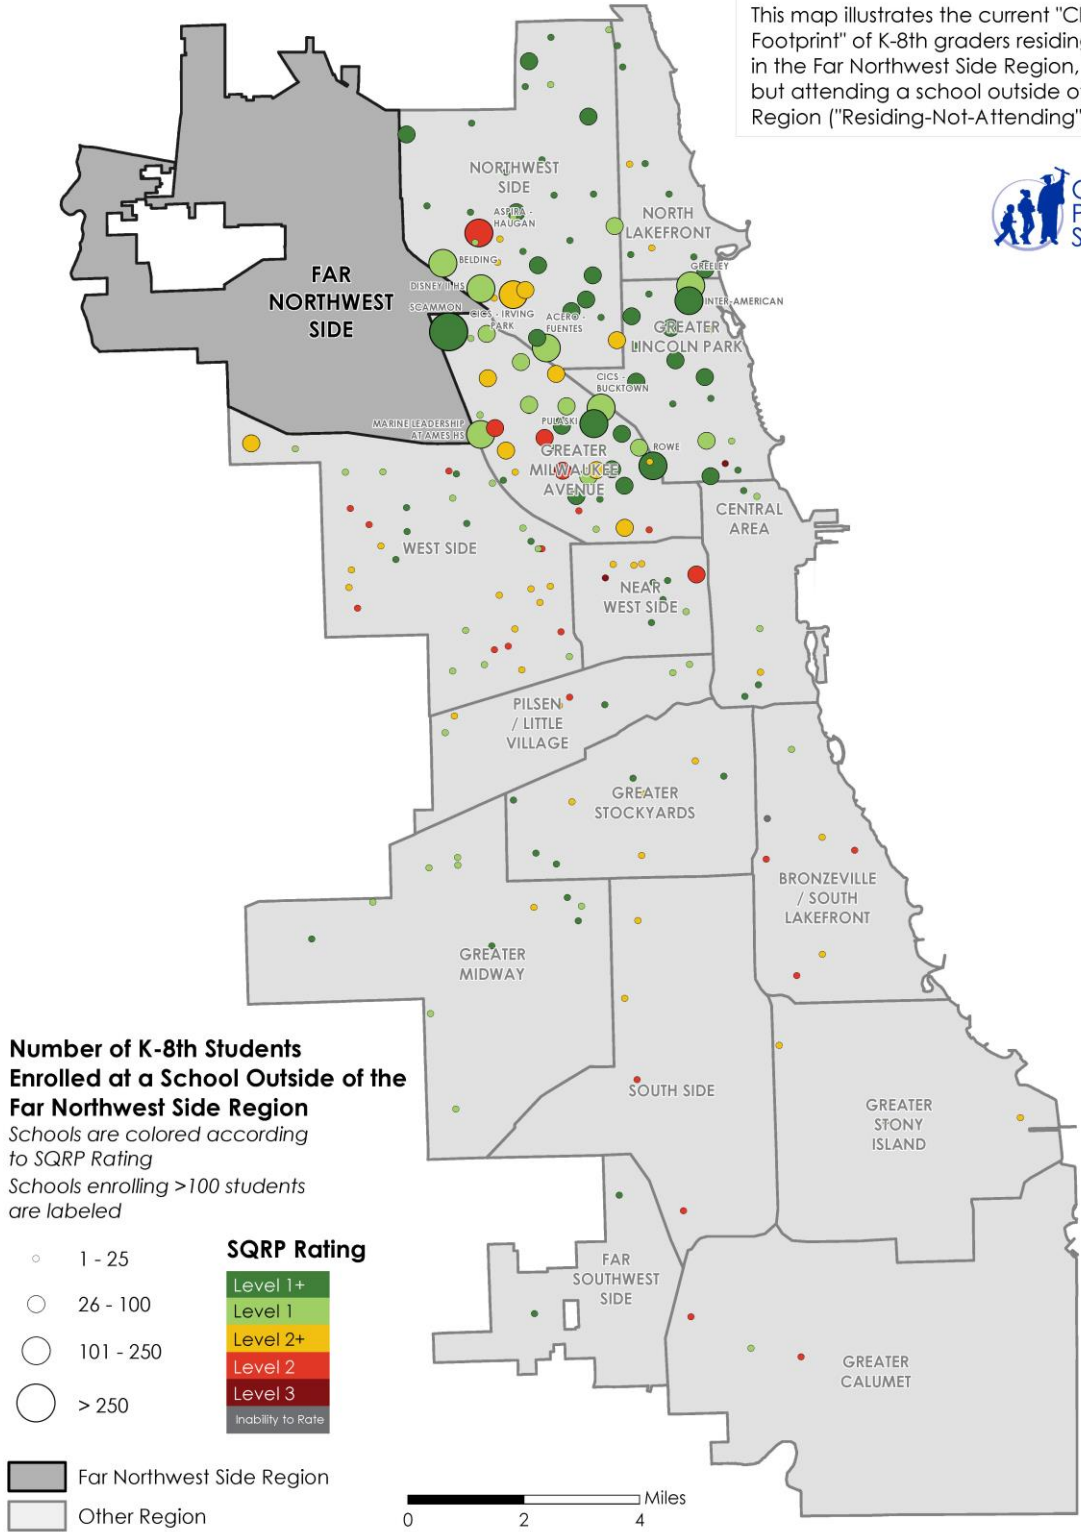 This map illustrates the current "C
Footprint" of K-8th graders residing
in the Far Northwest Side Region,
but attending a school outside of
Region ("Residing-Not-Attending"
NORTHWEST
SIDE
NORTH
LAKEFRONT
ASPIRA -
HAUGAN
BELDING
DISNEY II HS
SCAMMON
CICS - IRVING
PARK
ACERO -
FUENTES
GREELEY
INTER-AMERICAN
GREATER
LINCOLN PARK
FAR
NORTHWEST
SIDE
CICS -
BUCKTOWN
PULASKI
MARINE LEADERSHIP
AT AMES HS
ROWE
GREATER
MILWAUKEE
AVENUE
CENTRAL
AREA
WEST SIDE
NEAR
WEST SIDE
PILSEN
/ LITTLE
VILLAGE
GREATER
STOCKYARDS
BRONZEVILLE
/ SOUTH
LAKEFRONT
GREATER
MIDWAY
SOUTH SIDE
GREATER
STONY
ISLAND
FAR
SOUTHWEST
SIDE
GREATER
CALUMET
Number of K-8th Students
Enrolled at a School Outside of the
Far Northwest Side Region
Schools are colored according
to SQRP Rating
Schools enrolling >100 students
are labeled
1 - 25
26 - 100
101 - 250
> 250
SQRP Rating
Level 1+
Level 1
Level 2+
Level 2
Level 3
Inability to Rate
Far Northwest Side Region
Other Region
Miles
0 2 4